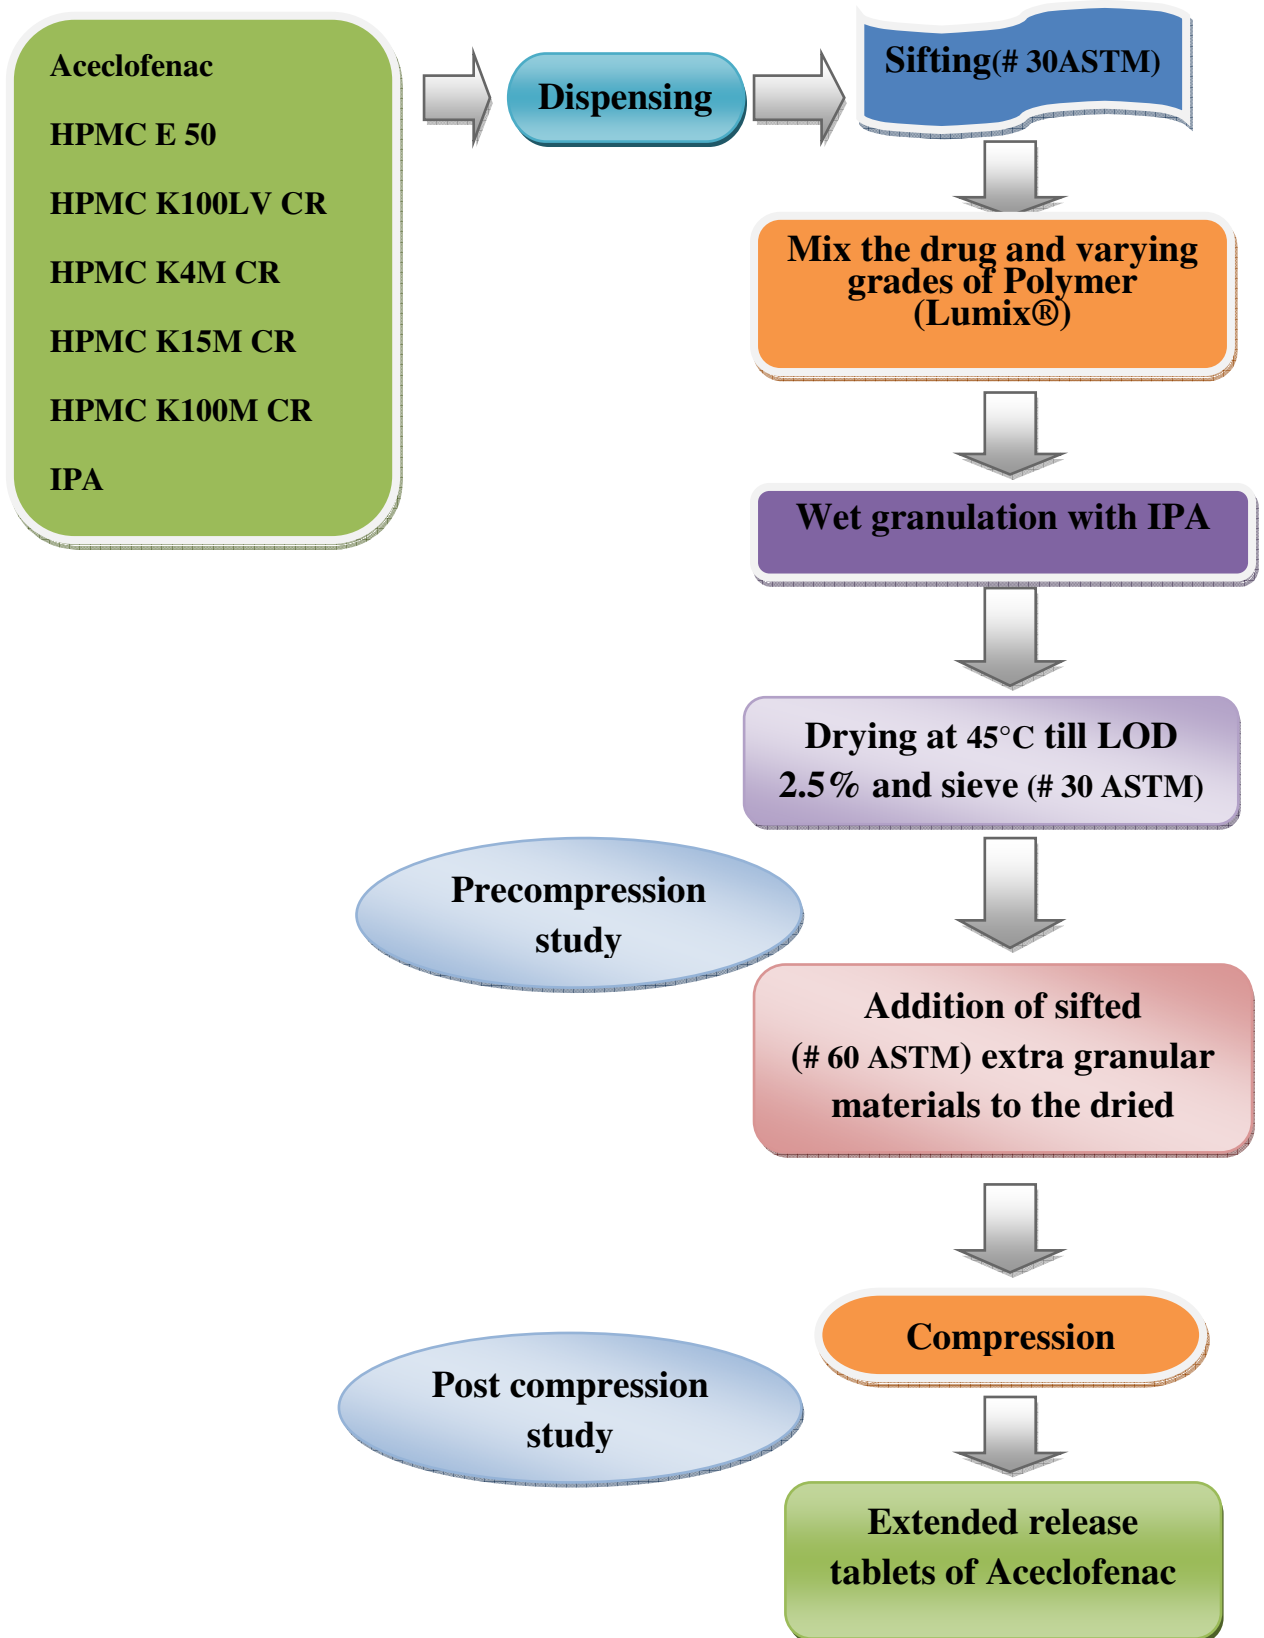 Aceclofenac
HPMC E 50
HPMC K100LV CR
HPMC K4M CR
HPMC K15M CR
HPMC K100M CR
IPA
Dispensing
Sifting(# 30ASTM)
Mix the drug and varying
grades of Polymer
(Lumix®)
Wet granulation with IPA
Drying at 45°C till LOD
2.5% and sieve (# 30 ASTM)
Precompression
study
Addition of sifted
(# 60 ASTM) extra granular
materials to the dried
Compression
Post compression
study
Extended release
tablets of Aceclofenac